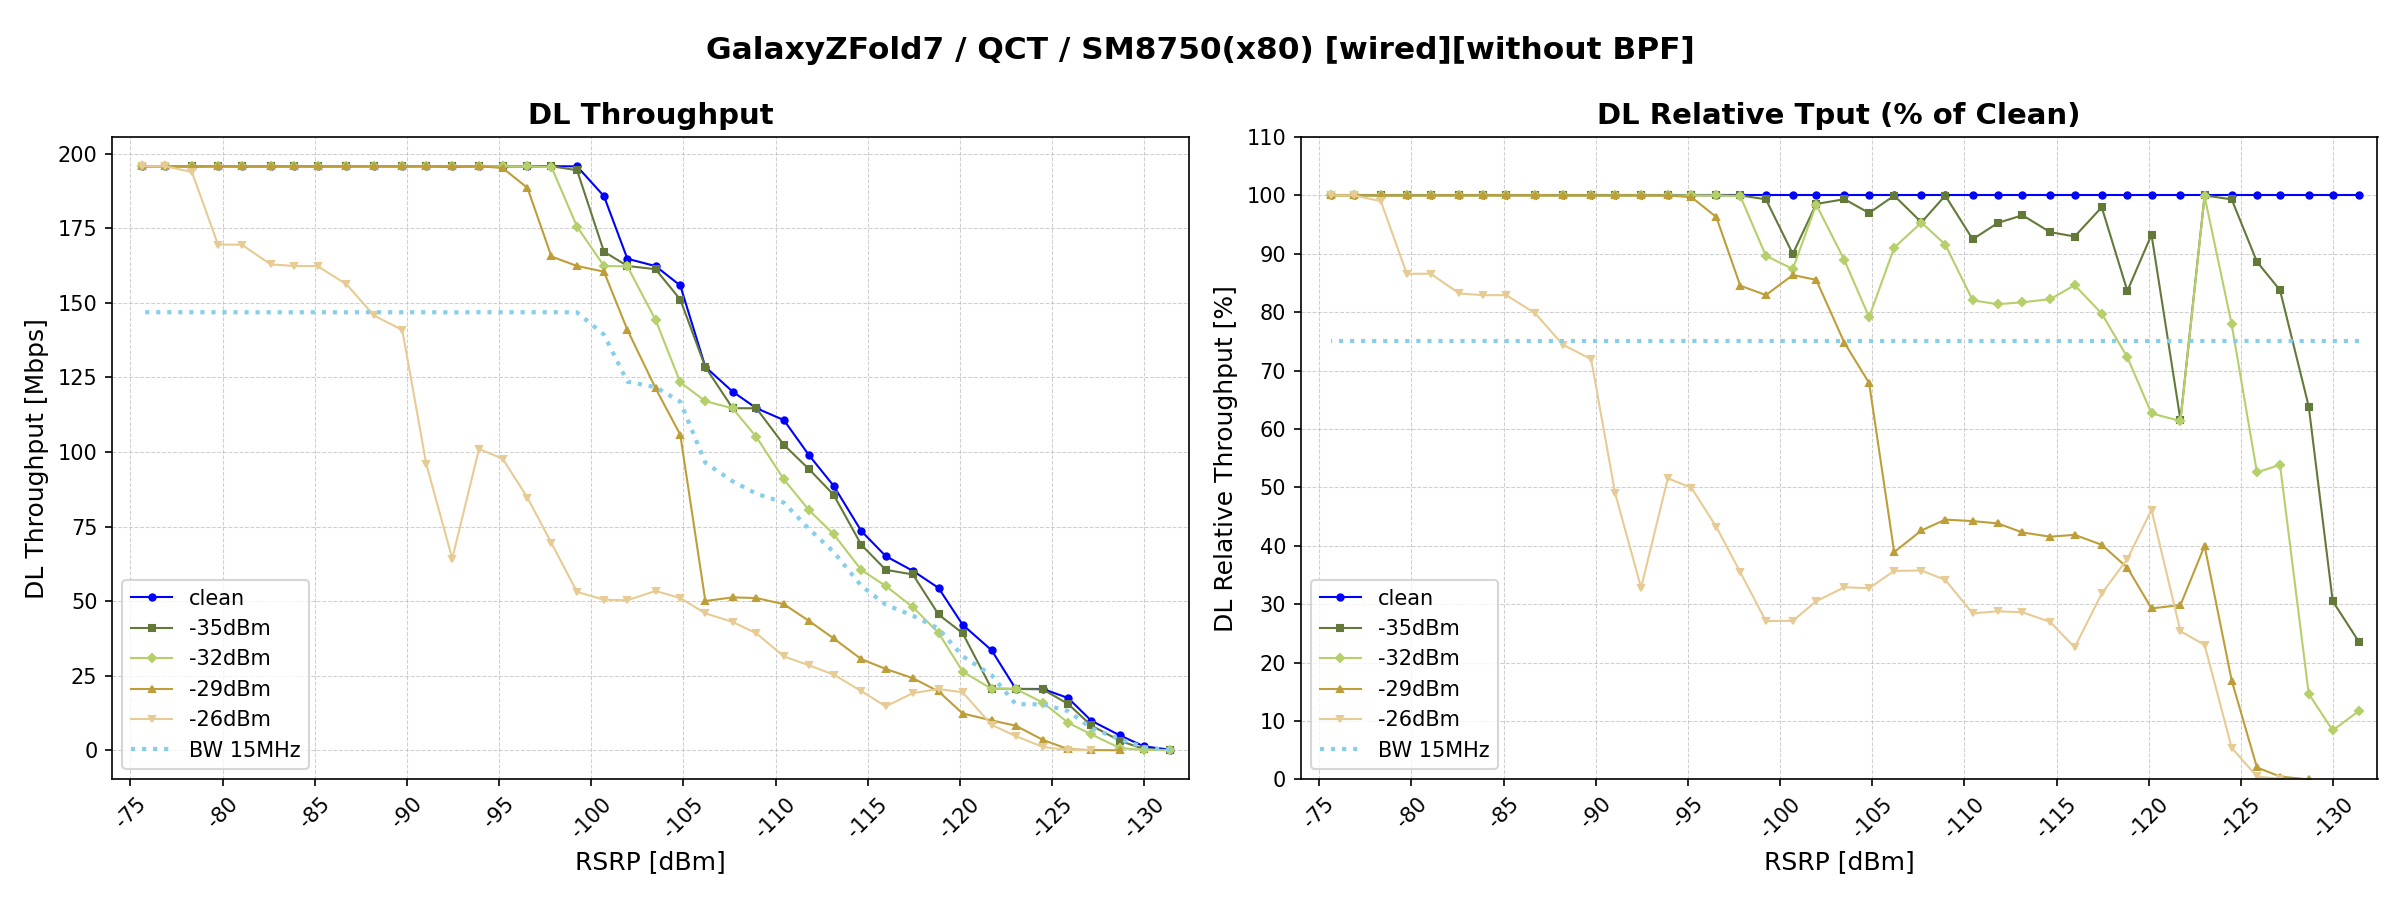 GalaxyZFold7 / QCT / SM8750(x80) [wired][without BPF]
DL Throughput
DL Throughput [Mbps]
200
175
150
125
100
75
50
25
0
clean
-35dBm
-32dBm
-29dBm
-26dBm
BW 15MHz
-75
-80
-85
-90
-95
-100
-105
-110
-115
-120
-125
-130
RSRP [dBm]
DL Relative Tput (% of Clean)
DL Relative Throughput [%]
110
100
90
80
70
60
50
40
30
20
10
0
clean
-35dBm
-32dBm
-29dBm
-26dBm
BW 15MHz
-75
-80
-85
-90
-95
-100
-105
-110
-115
-120
-125
-130
RSRP [dBm]